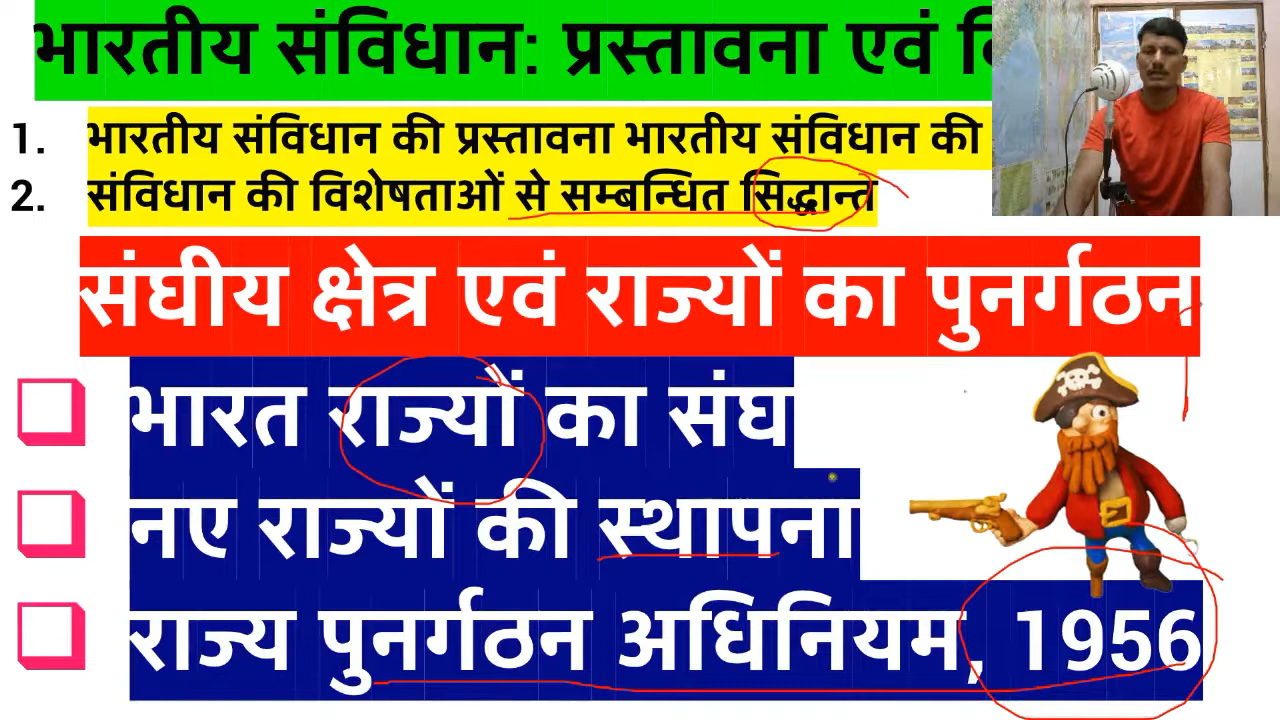 भारतीय संविधान: प्रस्तावना एवं
1. भारतीय संविधान की प्रस्तावना भारतीय संविधान की
2. संविधान की विशेषताओं से सम्बन्धित सिद्धान्त
संघीय क्षेत्र एवं राज्यों का पुनर्गठन
भारत राज्यों का संघ
नए राज्यों की स्थापना
राज्य पुनर्गठन अधिनियम, 1956